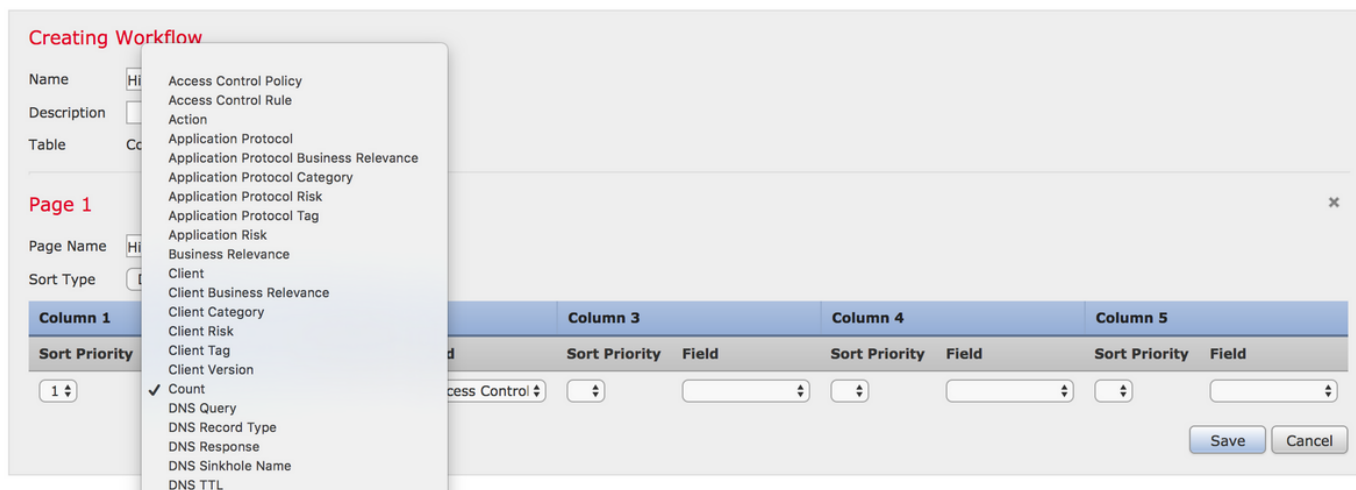 Creating Workflow
Name Hi
Description
Table Co
Access Control Policy
Access Control Rule
Action
Application Protocol
Application Protocol Business Relevance
Application Protocol Category
Application Protocol Risk
Application Protocol Tag
Application Risk
Business Relevance
Client
Client Business Relevance
Client Category
Client Risk
Client Tag
Client Version
✓ Count
DNS Query
DNS Record Type
DNS Response
DNS Sinkhole Name
DNS TTL
Page 1
Page Name Hi
Sort Type
Column 1 Column 3 Column 4 Column 5
Sort Priority d Sort Priority Field Sort Priority Field Sort Priority Field
1 cess Control
Save Cancel